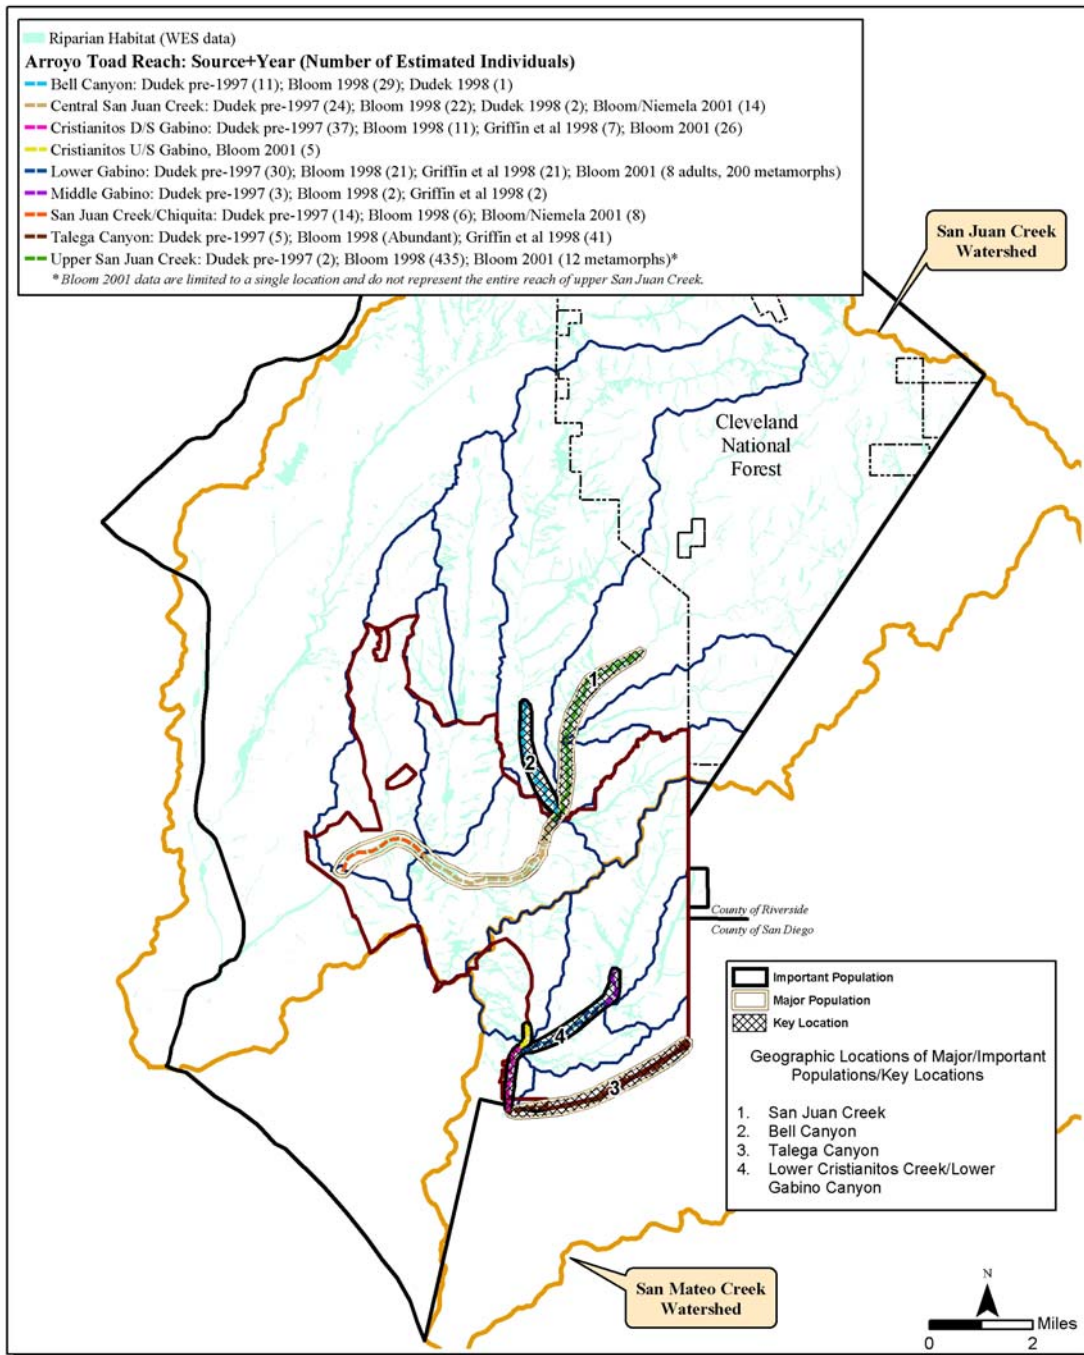 Riparian Habitat (WES data)
Arroyo Toad Reach: Source+Year (Number of Estimated Individuals)
Bell Canyon: Dudek pre-1997 (11); Bloom 1998 (29); Dudek 1998 (1)
Central San Juan Creek: Dudek pre-1997 (24); Bloom 1998 (22); Dudek 1998 (2); Bloom/Niemela 2001 (14)
Cristianitos D/S Gabino: Dudek pre-1997 (37); Bloom 1998 (11); Griffin et al 1998 (7); Bloom 2001 (26)
Cristianitos U/S Gabino, Bloom 2001 (5)
Lower Gabino: Dudek pre-1997 (30); Bloom 1998 (21); Griffin et al 1998 (21); Bloom 2001 (8 adults, 200 metamorphs)
Middle Gabino: Dudek pre-1997 (3); Bloom 1998 (2); Griffin et al 1998 (2)
San Juan Creek/Chiquita: Dudek pre-1997 (14); Bloom 1998 (6); Bloom/Niemela 2001 (8)
Talega Canyon: Dudek pre-1997 (5); Bloom 1998 (Abundant); Griffin et al 1998 (41)
Upper San Juan Creek: Dudek pre-1997 (2); Bloom 1998 (435); Bloom 2001 (12 metamorphs)*
* Bloom 2001 data are limited to a single location and do not represent the entire reach of upper San Juan Creek.
San Juan Creek
Watershed
Cleveland
National
Forest
1
2
County of Riverside
County of San Diego
4
3
Important Population
Major Population
Key Location
Geographic Locations of Major/Important
Populations/Key Locations
1. San Juan Creek
2. Bell Canyon
3. Talega Canyon
4. Lower Cristianitos Creek/Lower
Gabino Canyon
San Mateo Creek
Watershed
N
Miles
0 2